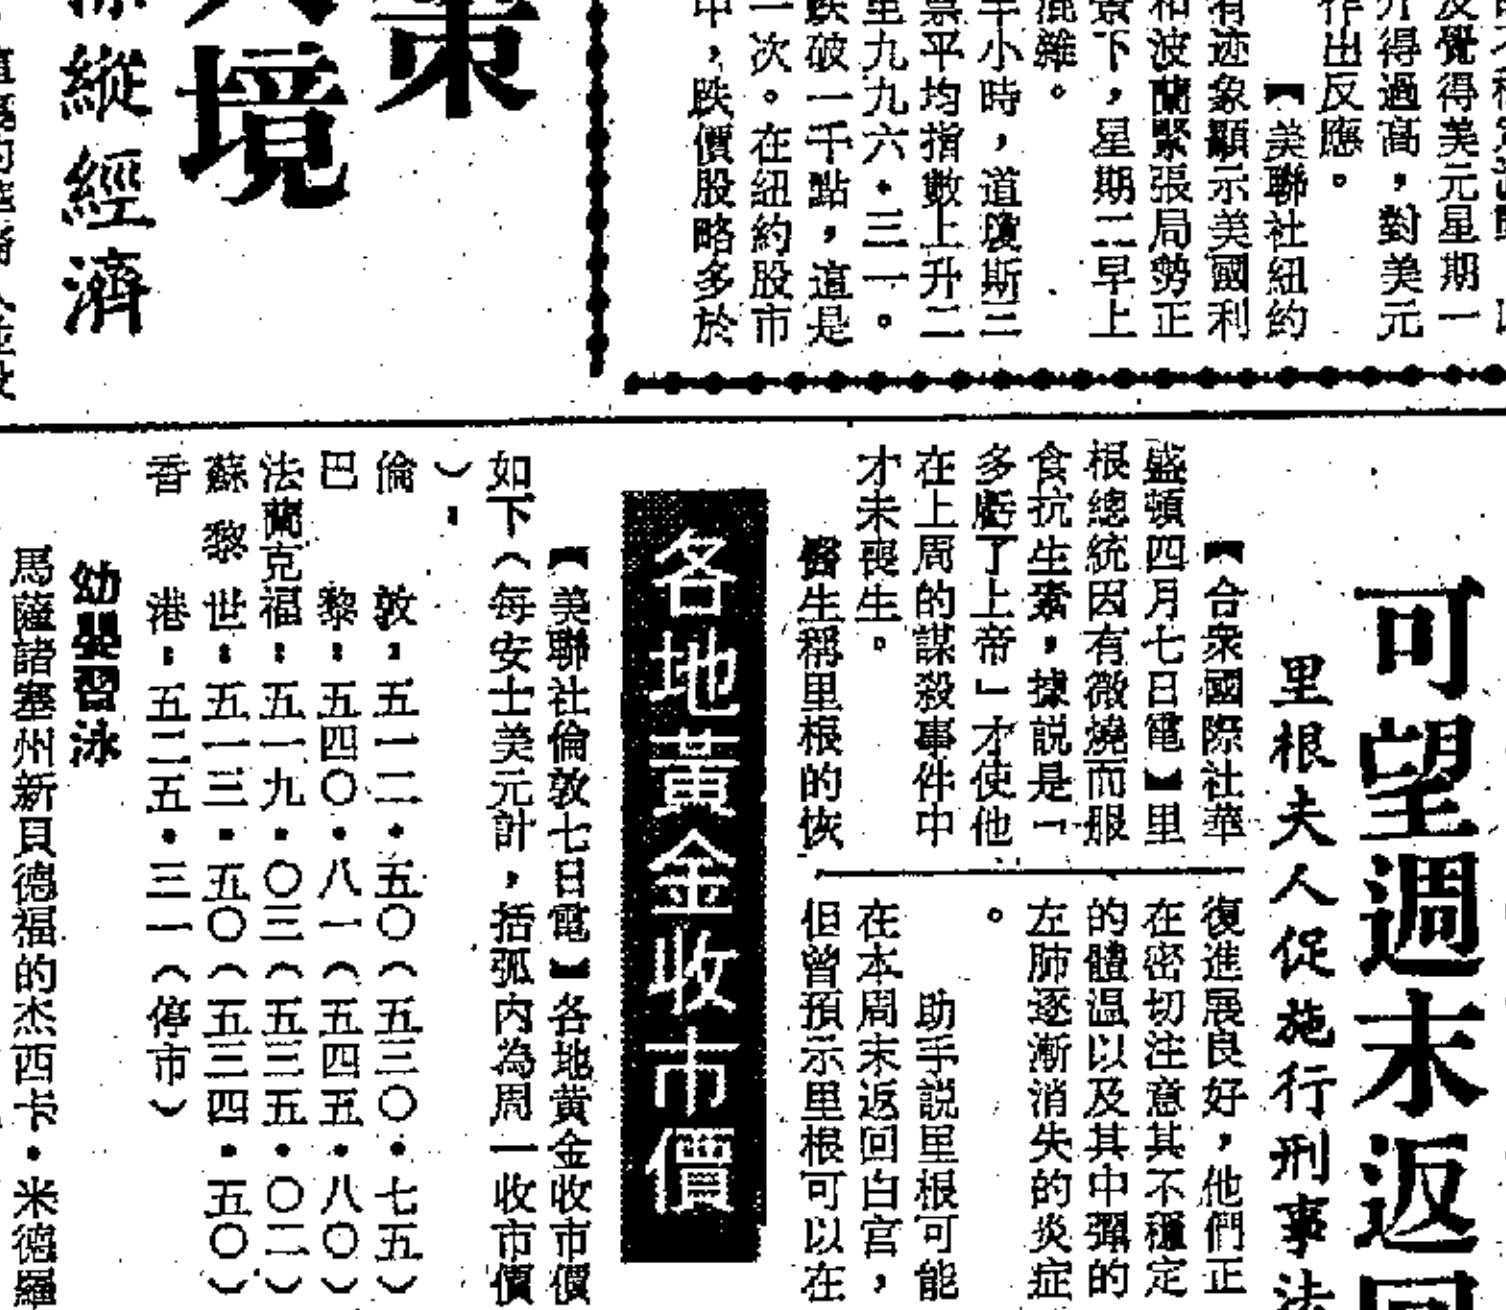 反覺得美元星期一
得過高，對美元
作出反應。
【美聯社紐約
有迹象顯示美國利
和波蘭緊張局勢正
景下，星期二早上
混雜。
半小時，道瓊斯三
票平均指數上升二
至九九六·三一。
跌破一千點，這是
一次。在紐約股市
中，跌價股略多於
策
境
縱經濟
可望週末返回
里根夫人促施行刑事法
【合衆國際社華
盛頓四月七日電】里
根總統因有微燒而服
食抗生素，據説是「
多虧了上帝」才使他
在上周的謀殺事件中
才未喪生。
醫生稱里根的恢
復進展良好，他們正
在密切注意其不穩定
的體温以及其中彈的
左肺逐漸消失的炎症
。
助手説里根可能
在本周末返回白宫，
但曾預示里根可以在
各地黃金收市價
【美聯社倫敦七日電】各地黃金收市價
如下（每安士美元計，括弧内為周一收市價
）：
倫敦：五一二·五〇（五三〇·七五）
巴黎：五四〇·八一（五四五·八〇）
法蘭克福：五一九·〇三（五三五·〇二）
蘇黎世：五一三·五〇（五三四·五〇）
香港：五二五·三一（停市）
幼嬰習泳
馬薩諸塞州新貝德福的杰西卡·米德羅